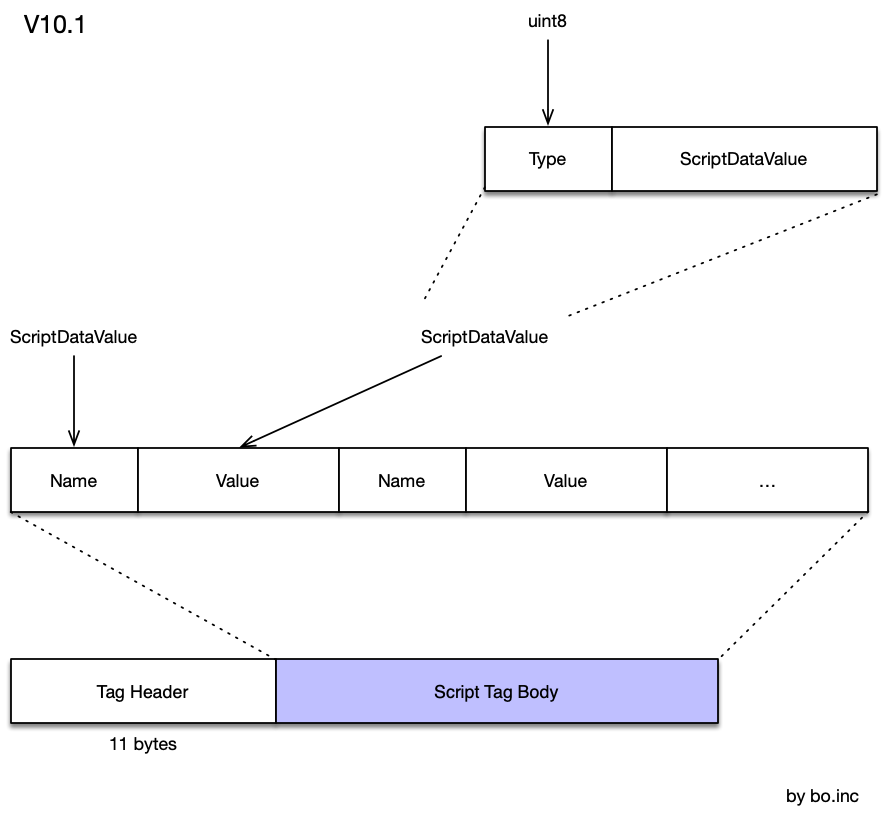 V10.1
uint8
Type
ScriptDataValue
ScriptDataValue
ScriptDataValue
Name
Value
Name
Value
...
Tag Header
Script Tag Body
11 bytes
by bo.inc